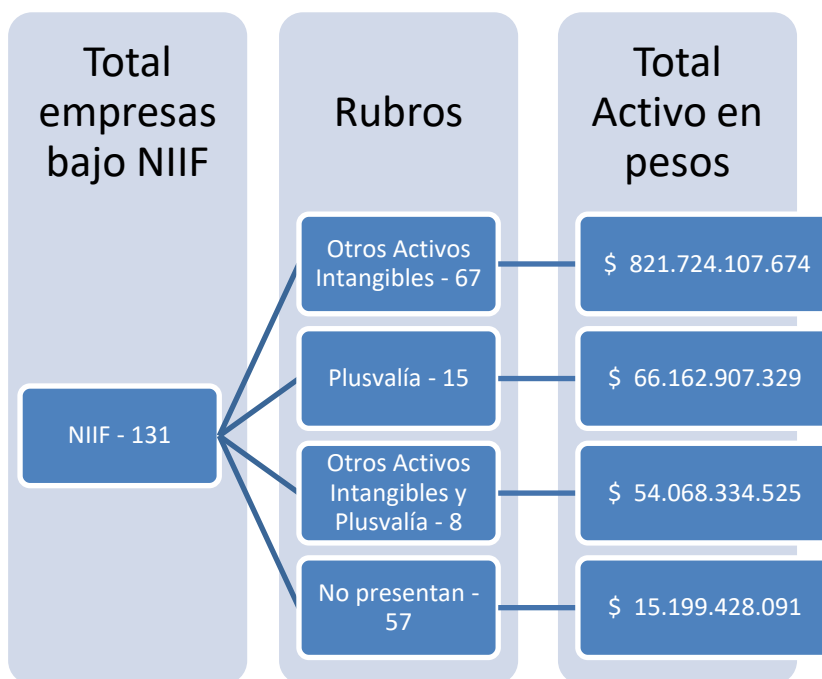 Total
empresas
bajo NIIF
Rubros
Total
Activo en
pesos
NIIF - 131
Otros Activos
Intangibles - 67
$ 821.724.107.674
Plusvalía - 15
$ 66.162.907.329
Otros Activos
Intangibles y
Plusvalía - 8
$ 54.068.334.525
No presentan -
57
$ 15.199.428.091